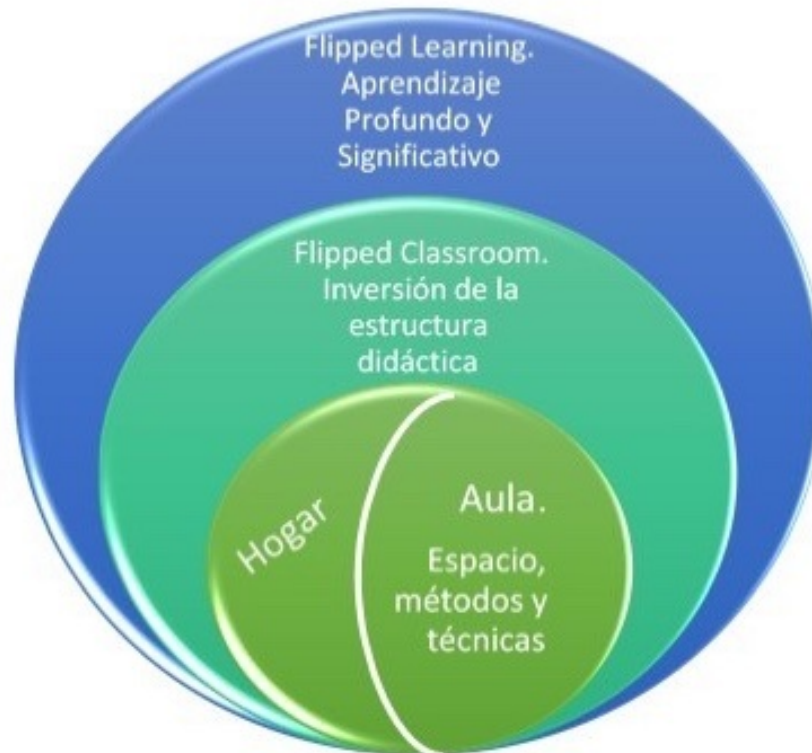 Flipped Learning.
Aprendizaje
Profundo y
Significativo
Flipped Classroom.
Inversión de la
estructura
didáctica
Hogar
Aula.
Espacio,
métodos y
técnicas